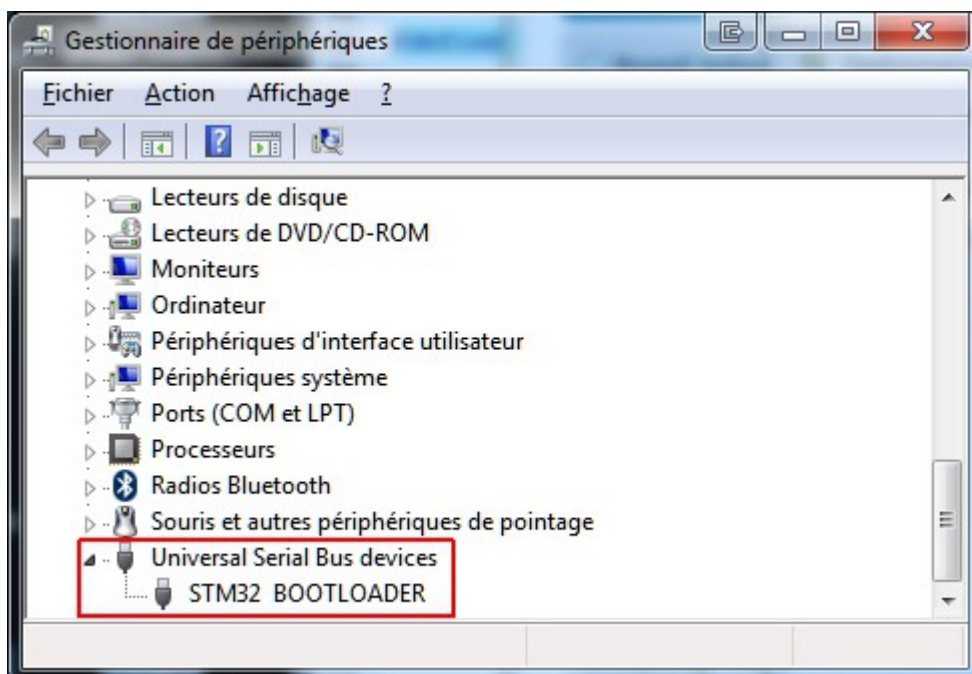 Gestionnaire de périphériques
Fichier Action Affichage ?
Lecteurs de disque
Lecteurs de DVD/CD-ROM
Moniteurs
Ordinateur
Périphériques d'interface utilisateur
Périphériques système
Ports (COM et LPT)
Processeurs
Radios Bluetooth
Souris et autres périphériques de pointage
Universal Serial Bus devices
STM32 BOOTLOADER